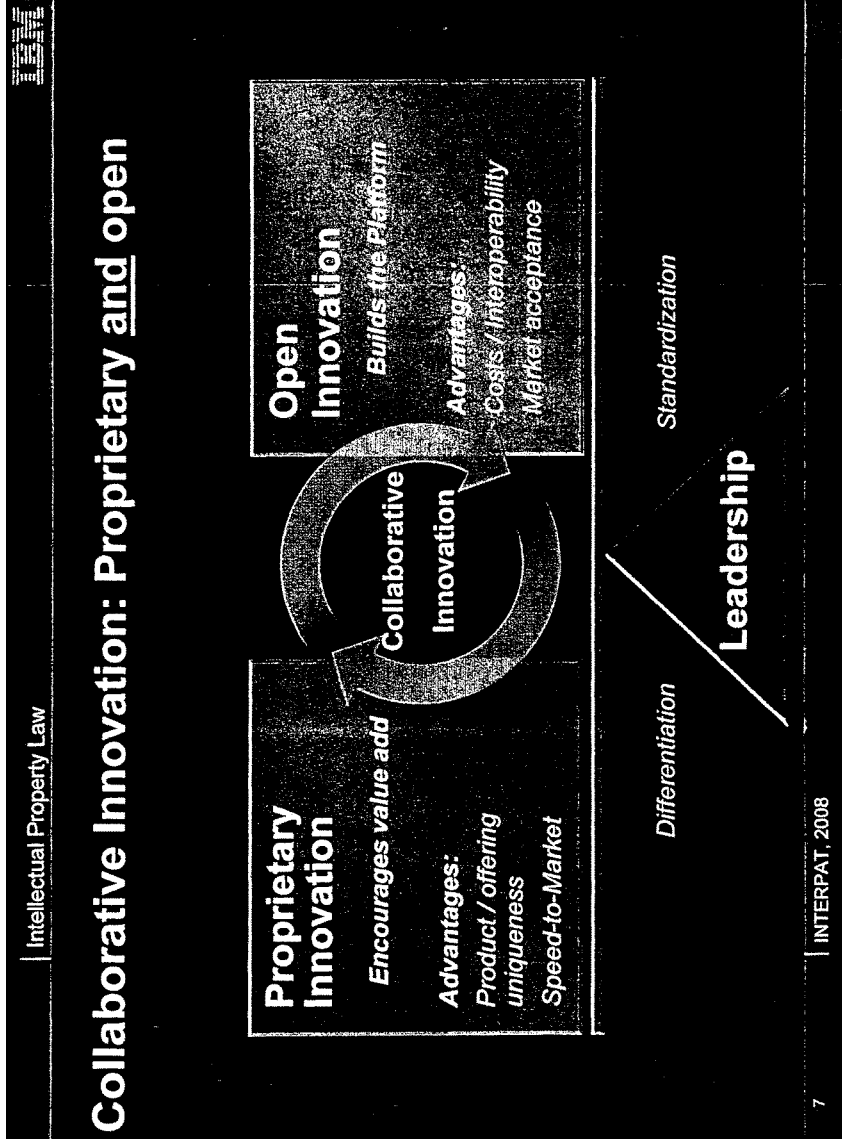 Intellectual Property Law
IBM
Collaborative Innovation: Proprietary and open
Proprietary
Innovation
Encourages value add
Advantages:
Product / offering
uniqueness
Speed-to-Market
Collaborative
Innovation
Open
Innovation
Builds the Platform
Advantages:
Costs / Interoperability
Market acceptance
Differentiation
Standardization
Leadership
7
INTERPAT, 2008